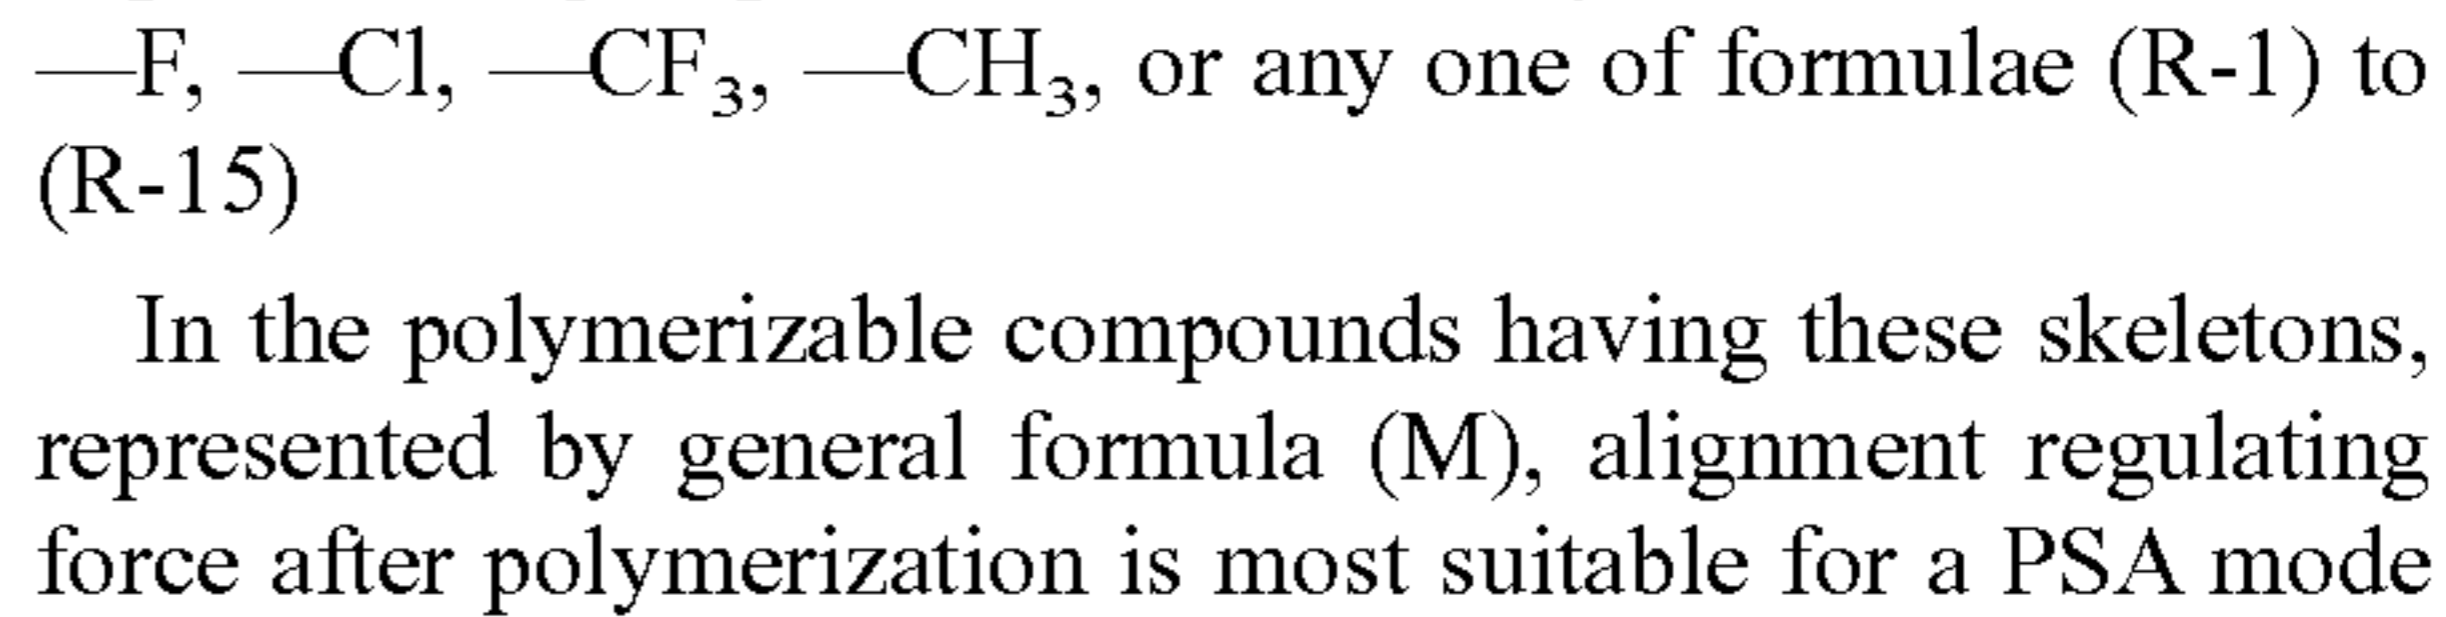 —F, —Cl, —CF₃, —CH₃, or any one of formulae (R-1) to
(R-15)
In the polymerizable compounds having these skeletons,
represented by general formula (M), alignment regulating
force after polymerization is most suitable for a PSA mode